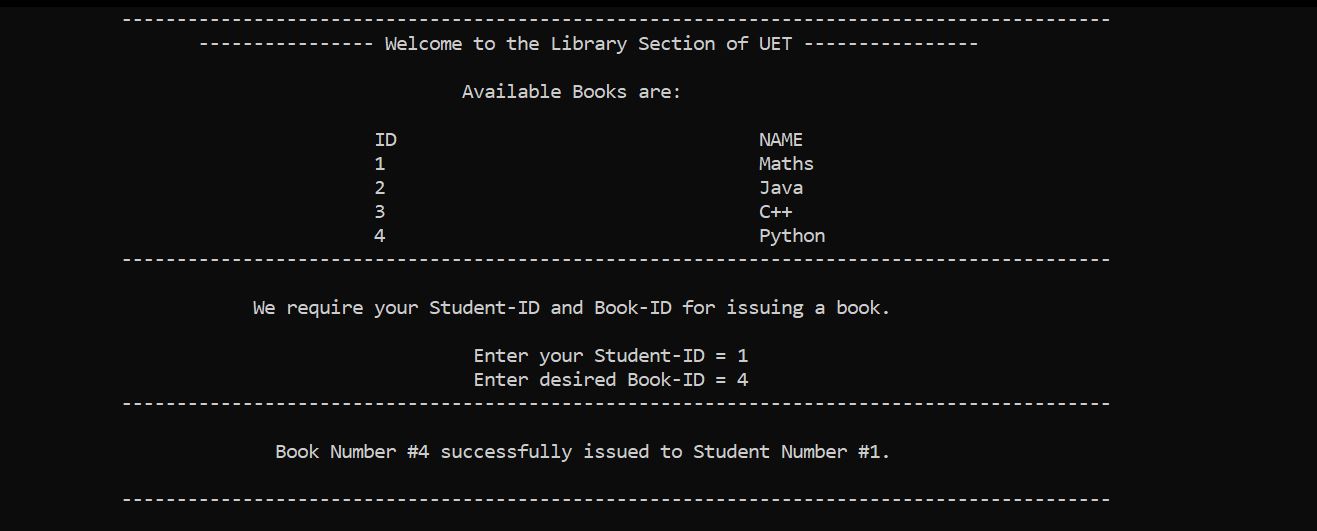 ------------------------------------------------------------------------------------------
---------------- Welcome to the Library Section of UET ----------------
Available Books are:
ID NAME
1 Maths
2 Java
3 C++
4 Python
------------------------------------------------------------------------------------------
We require your Student-ID and Book-ID for issuing a book.
Enter your Student-ID = 1
Enter desired Book-ID = 4
------------------------------------------------------------------------------------------
Book Number #4 successfully issued to Student Number #1.
------------------------------------------------------------------------------------------